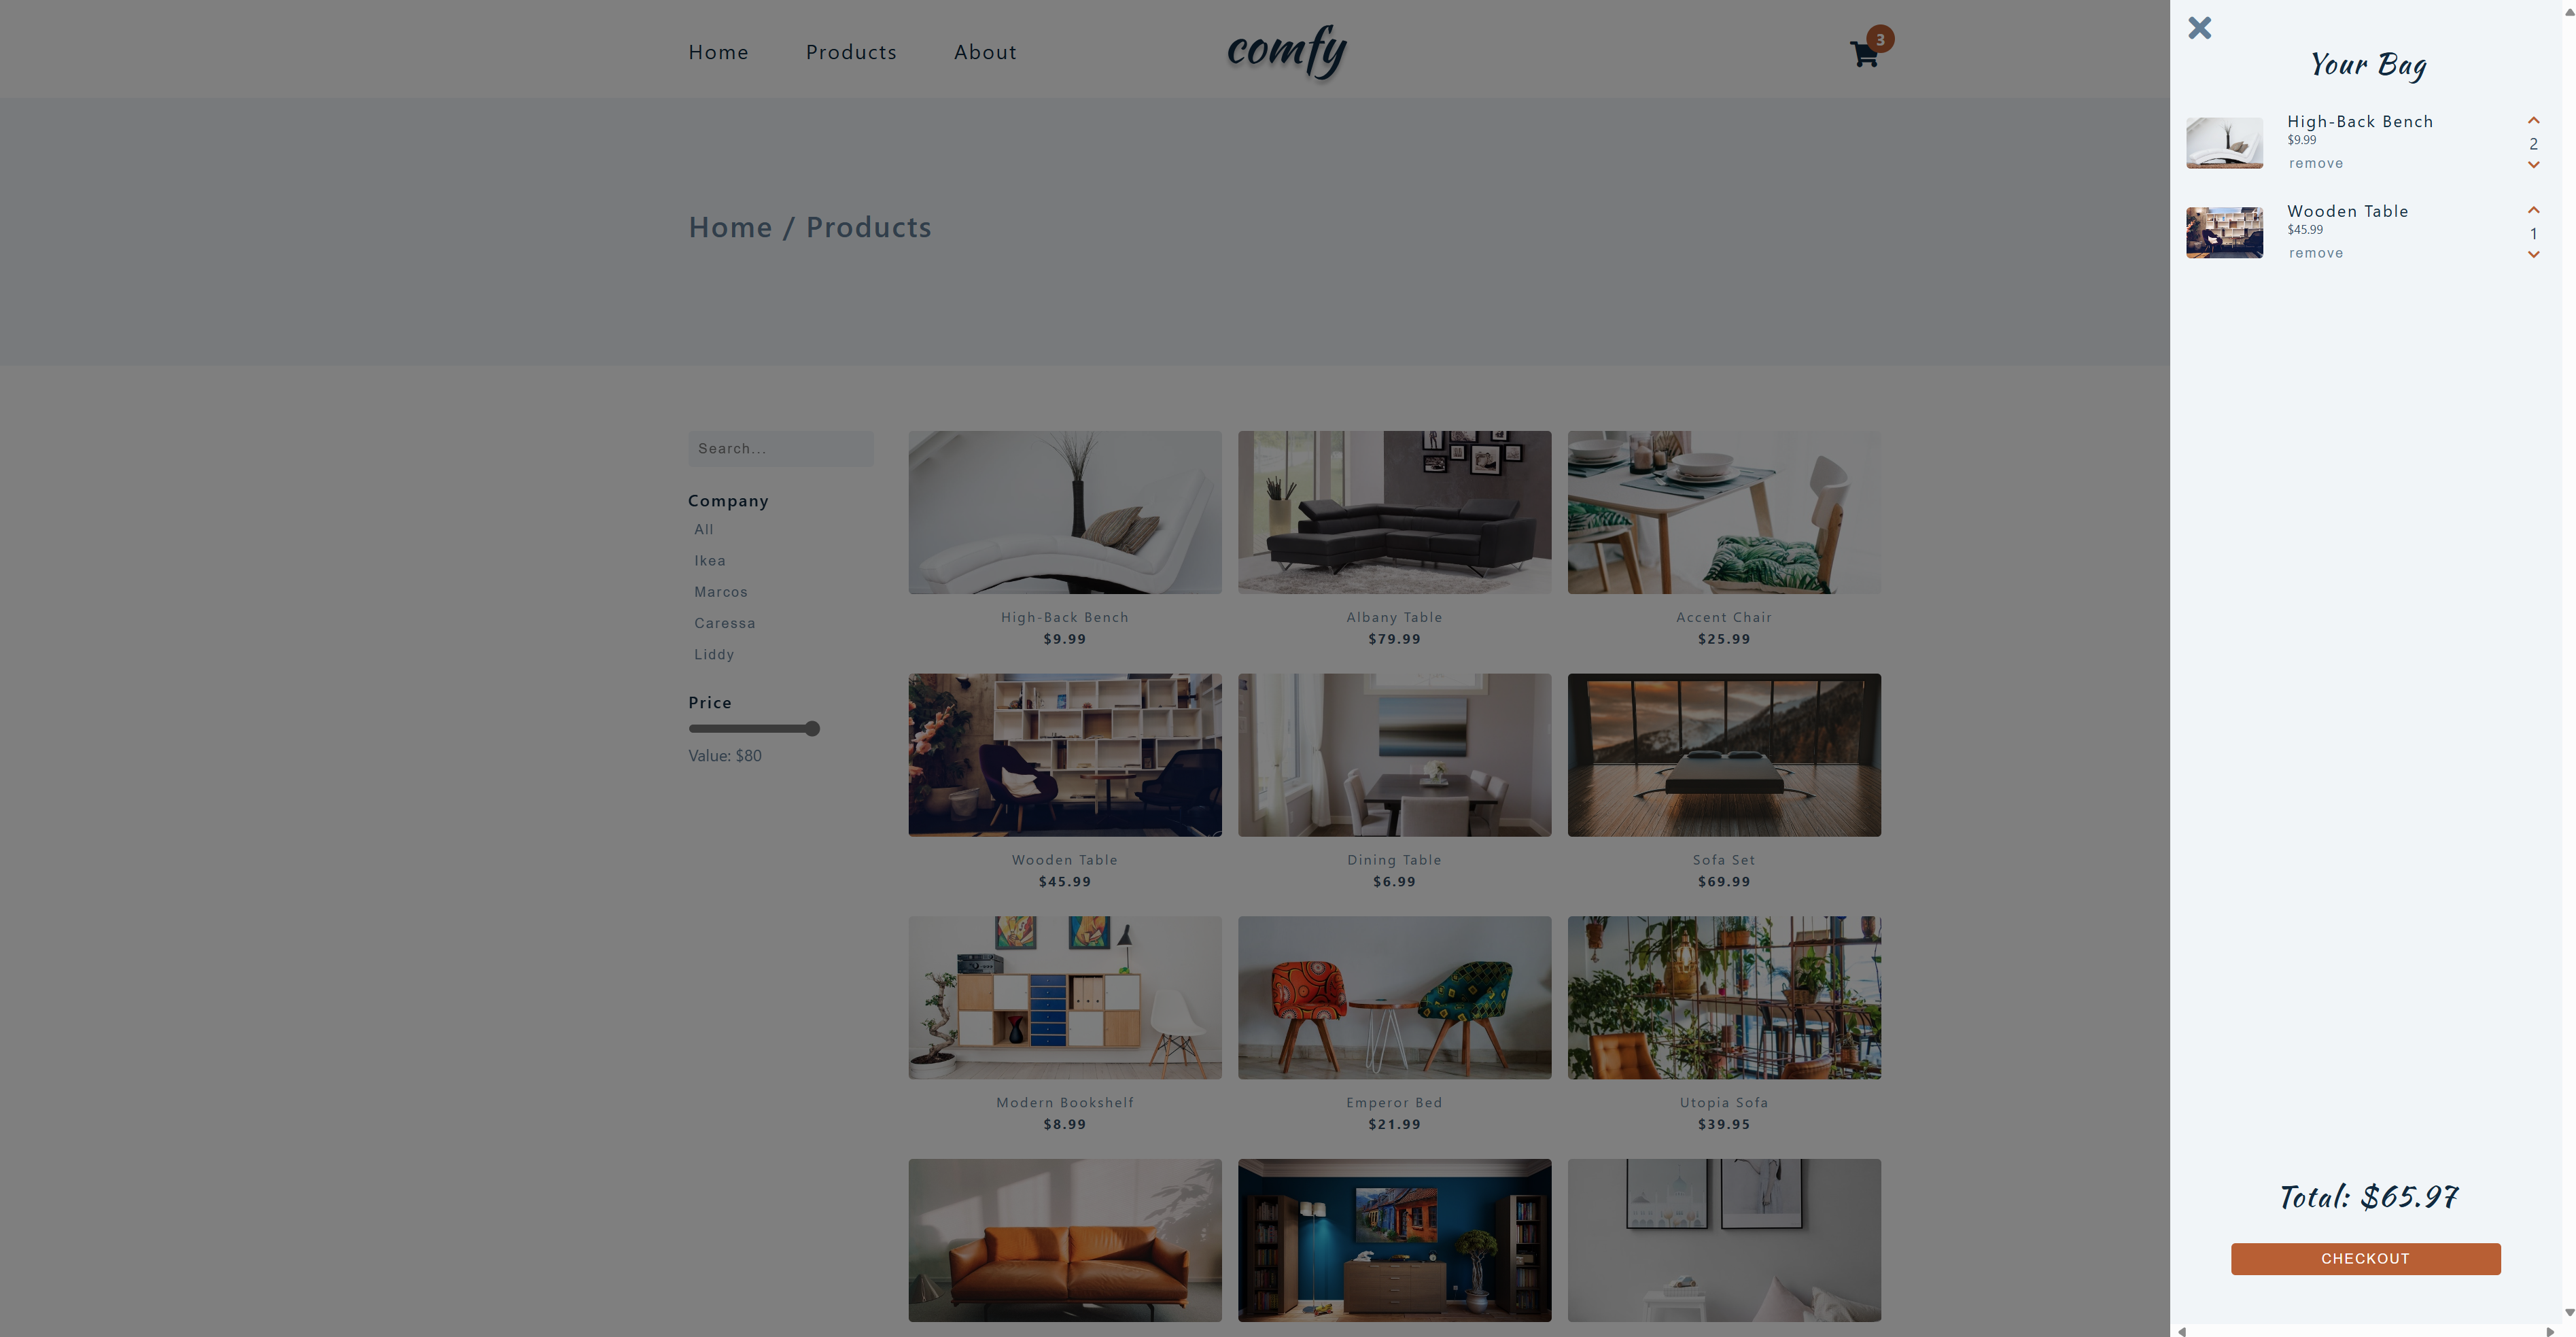 Home Products About comfy 3
Home / Products
Search...
Company
All
Ikea
Marcos
Caressa
Liddy
Price
Value: $80
High-Back Bench
$9.99
Albany Table
$79.99
Accent Chair
$25.99
Wooden Table
$45.99
Dining Table
$6.99
Sofa Set
$69.99
Modern Bookshelf
$8.99
Emperor Bed
$21.99
Utopia Sofa
$39.95
Your Bag
High-Back Bench
$9.99
remove
2
Wooden Table
$45.99
remove
1
Total: $65.97
CHECKOUT